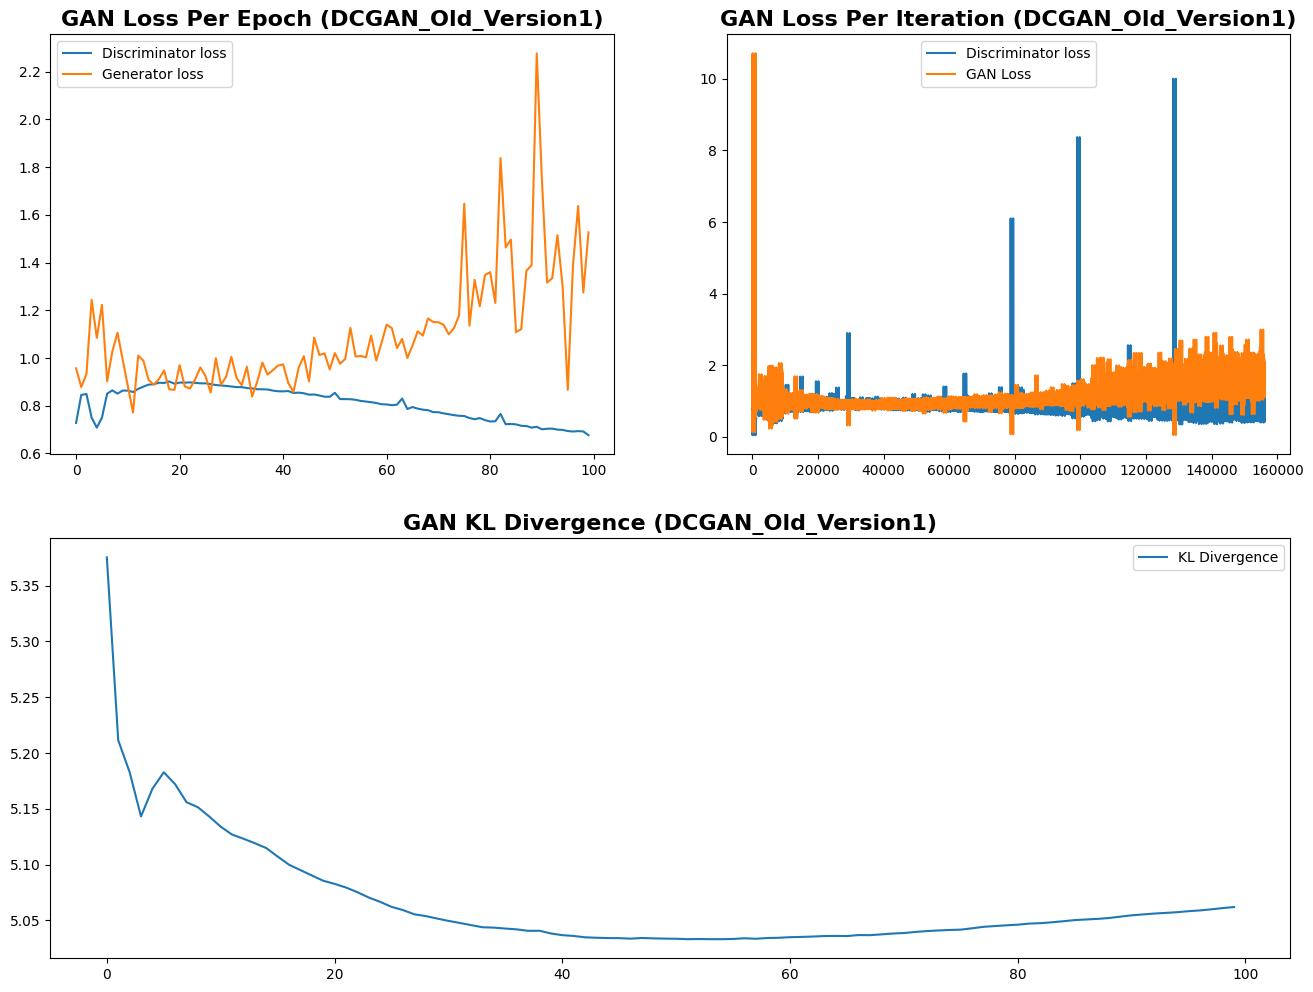 GAN Loss Per Epoch (DCGAN_Old_Version1)
Discriminator loss
Generator loss
2.2
2.0
1.8
1.6
1.4
1.2
1.0
0.8
0.6
0 20 40 60 80 100
GAN Loss Per Iteration (DCGAN_Old_Version1)
Discriminator loss
GAN Loss
10
8
6
4
2
0
0 20000 40000 60000 80000 100000 120000 140000 160000
GAN KL Divergence (DCGAN_Old_Version1)
KL Divergence
5.35
5.30
5.25
5.20
5.15
5.10
5.05
0 20 40 60 80 100